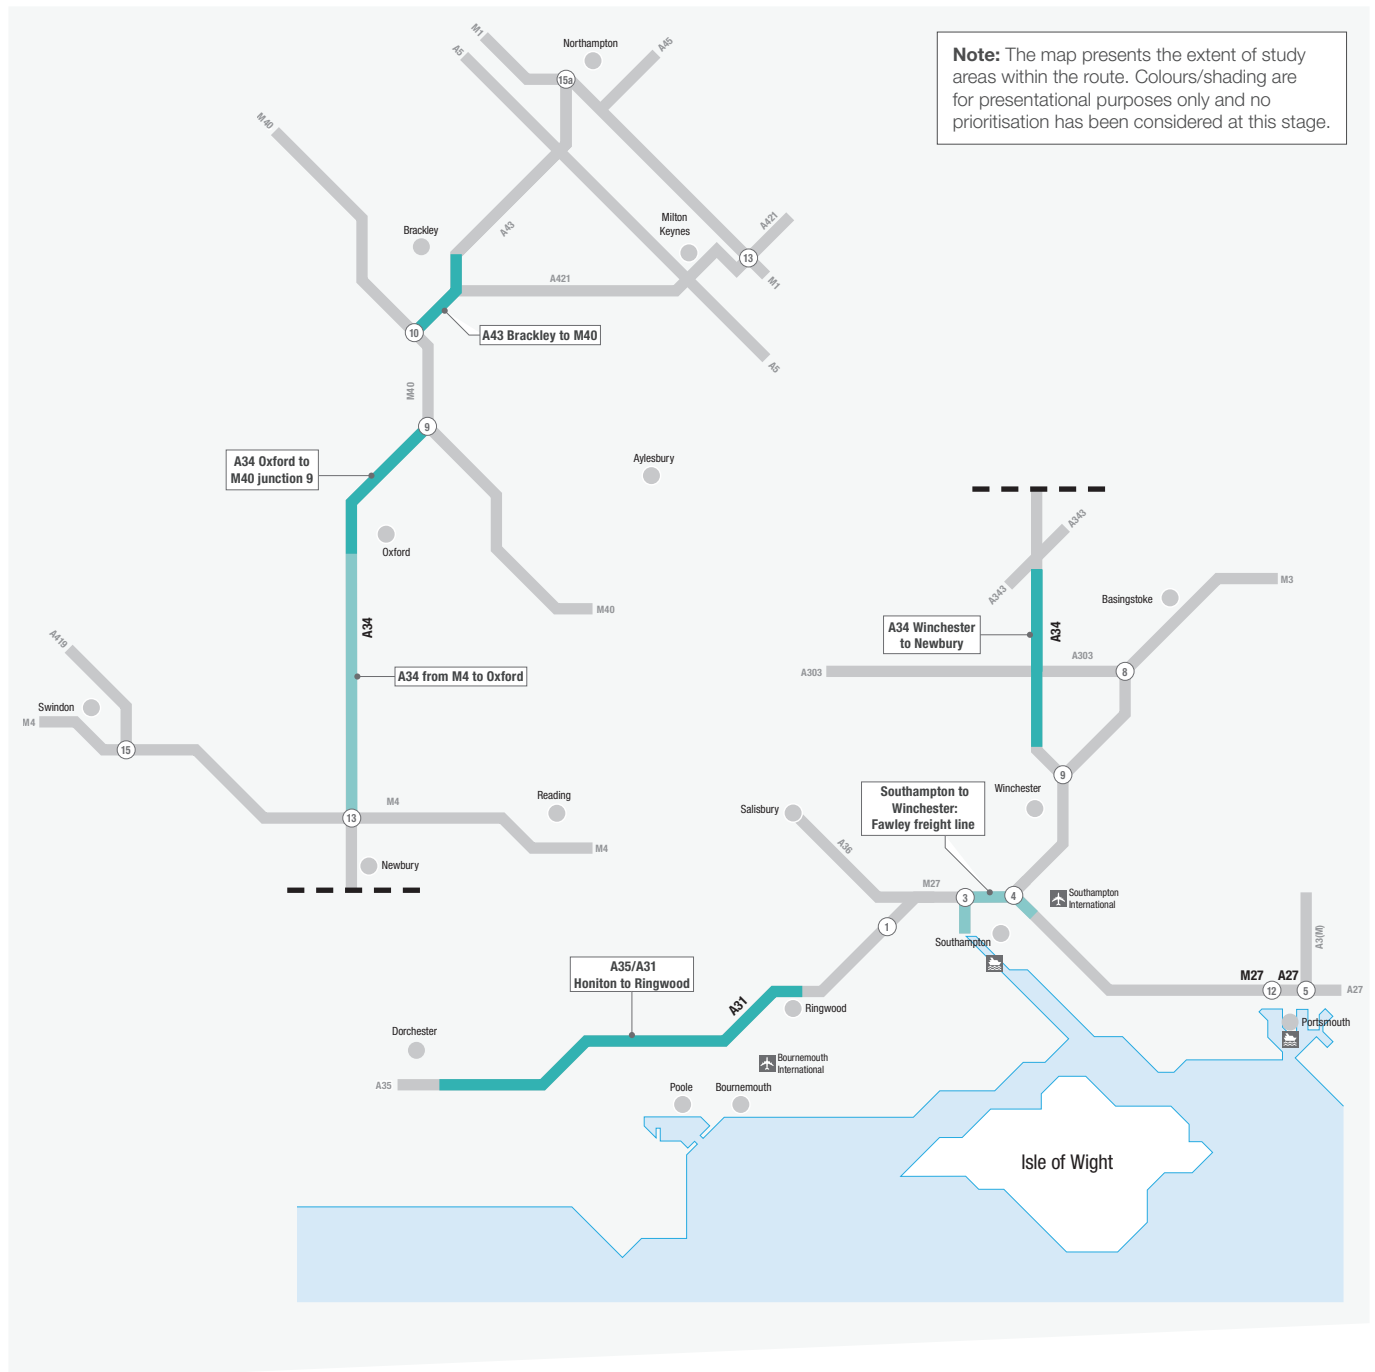 Note: The map presents the extent of study
areas within the route. Colours/shading are
for presentational purposes only and no
prioritisation has been considered at this stage.
M1
A5
Northampton
A45
15a
M40
Brackley
A43
Milton
Keynes
A421
13
M1
A421
10
A43 Brackley to M40
A5
M40
9
A34 Oxford to
M40 junction 9
Aylesbury
Oxford
M40
A34
A34 from M4 to Oxford
A419
Swindon
M4
15
M4
13
Reading
M4
Newbury
A343
A343
M3
Basingstoke
A34 Winchester
to Newbury
A34
A303
A303
8
9
Winchester
Southampton to
Winchester:
Fawley freight line
Salisbury
A36
M27
3
4
Southampton
International
1
Southampton
A3(M)
M27
A27
12
5
A27
Portsmouth
A35/A31
Honiton to Ringwood
A31
Ringwood
Dorchester
A35
Bournemouth
International
Poole
Bournemouth
Isle of Wight